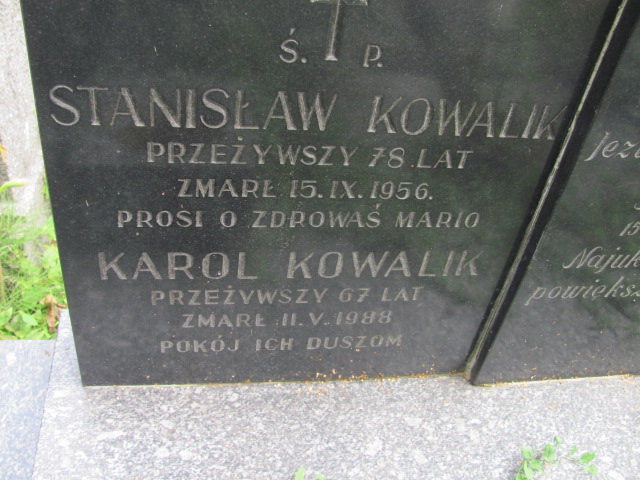 Ś. P.
STANISŁAW KOWALIK
PRZEŻYWSZY 78 LAT
ZMARŁ 15.IX.1956.
PROSI O ZDROWAŚ MARIO
KAROL KOWALIK
PRZEŻYWSZY 67 LAT
ZMARŁ 11.V.1988
POKÓJ ICH DUSZOM